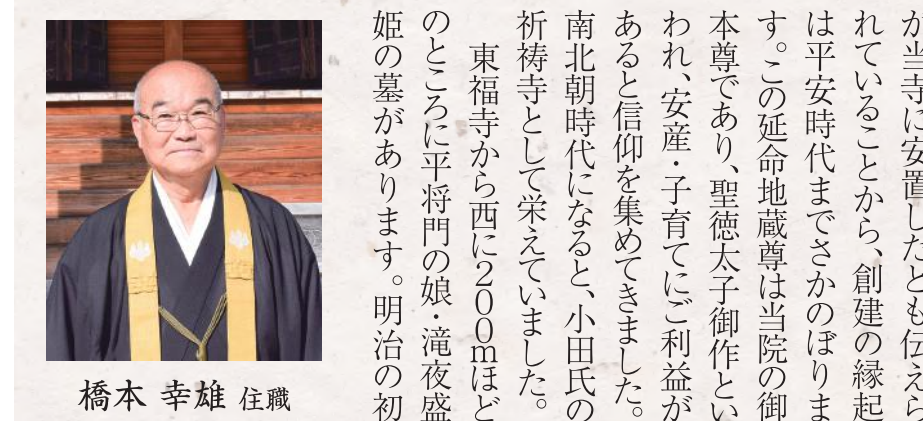 が当寺に安置したとも伝えら
れていることから、創建の縁起
は平安時代までさかのぼりま
す。この延命地蔵尊は当院の御
本尊であり、聖徳太子御作とい
われ、安産・子育てにご利益が
あると信仰を集めてきました。
南北朝時代になると、小田氏の
祈祷寺として栄えていました。
東福寺から西に200mほど
のところに平将門の娘・滝夜盛
姫の墓があります。明治の初
橋本 幸雄 住職